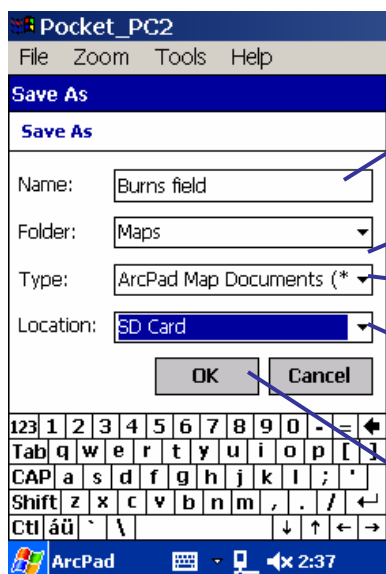 Pocket_PC2
File Zoom Tools Help
Save As
Save As
Name: Burns field
Folder: Maps
Type: ArcPad Map Documents (*
Location: SD Card
OK Cancel
123 1 2 3 4 5 6 7 8 9 0 - =
Tab q w e r t y u i o p [ ]
CAP a s d f g h j k l ; '
Shift z x c v b n m , . /
Ctl áü ` \ ↓ ↑ ← →
ArcPad 2:37